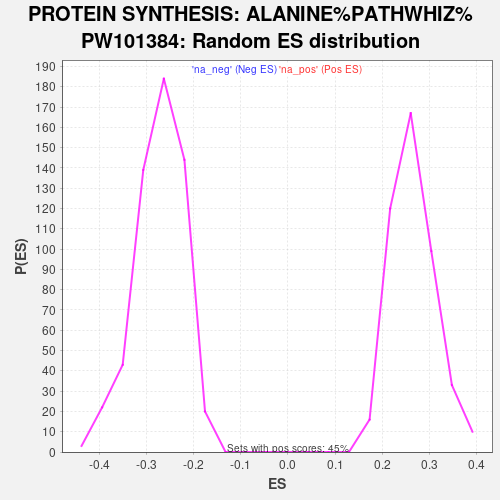 PROTEIN SYNTHESIS: ALANINE%PATHWHIZ%
PW101384: Random ES distribution
'na_neg' (Neg ES) 'na_pos' (Pos ES)
190
180
170
160
150
140
130
120
110
100
90
80
70
60
50
40
30
20
10
0
P(ES)
Sets with pos scores: 45%
-0.4 -0.3 -0.2 -0.1 0.0 0.1 0.2 0.3 0.4
ES